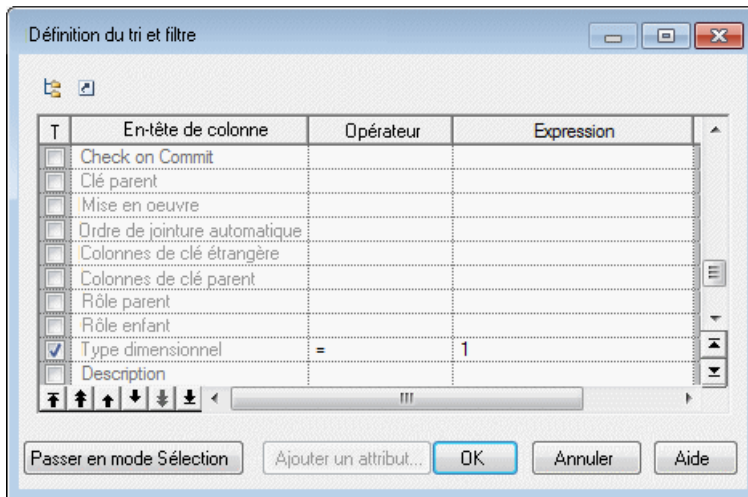 Définition du tri et filtre
T En-tête de colonne Opérateur Expression
Check on Commit
Clé parent
Mise en oeuvre
Ordre de jointure automatique
Colonnes de clé étrangère
Colonnes de clé parent
Rôle parent
Rôle enfant
Type dimensionnel = 1
Description
Passer en mode Sélection Ajouter un attribut... OK Annuler Aide